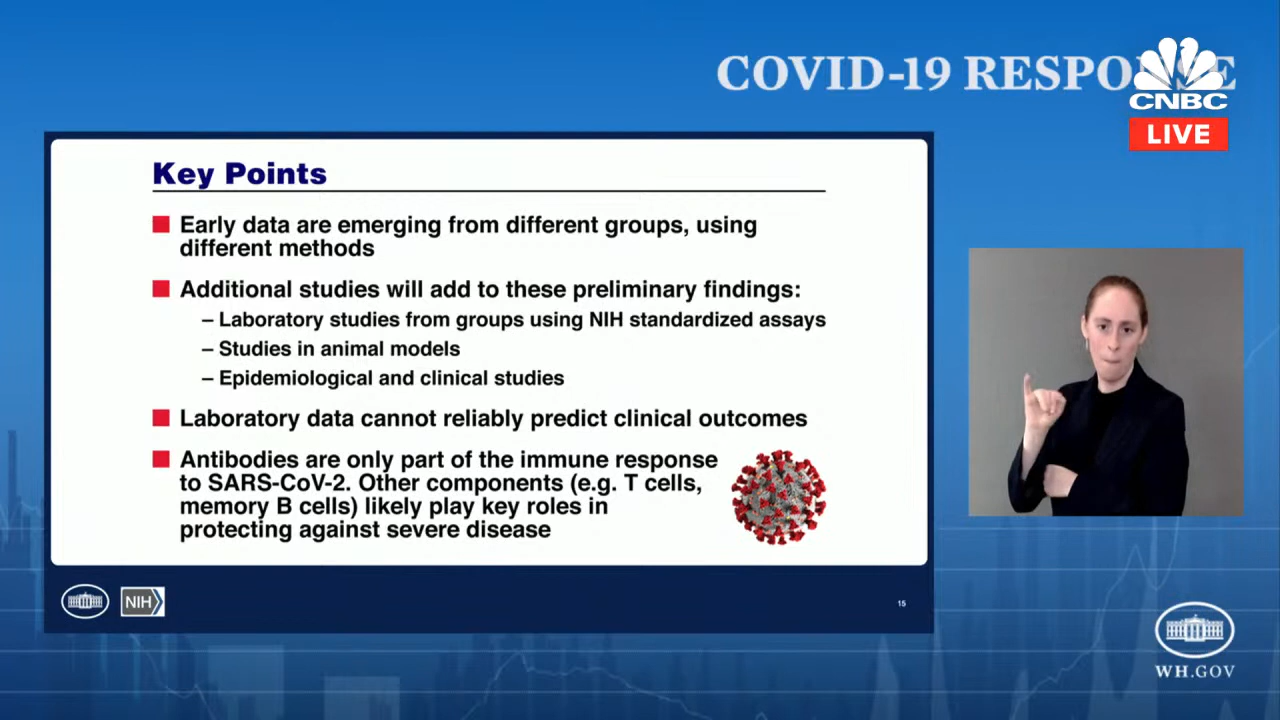 COVID-19 RESPONSE
CNBC
LIVE
Key Points
Early data are emerging from different groups, using
different methods
Additional studies will add to these preliminary findings:
– Laboratory studies from groups using NIH standardized assays
– Studies in animal models
– Epidemiological and clinical studies
Laboratory data cannot reliably predict clinical outcomes
Antibodies are only part of the immune response
to SARS-CoV-2. Other components (e.g. T cells,
memory B cells) likely play key roles in
protecting against severe disease
NIH
15
WH.GOV